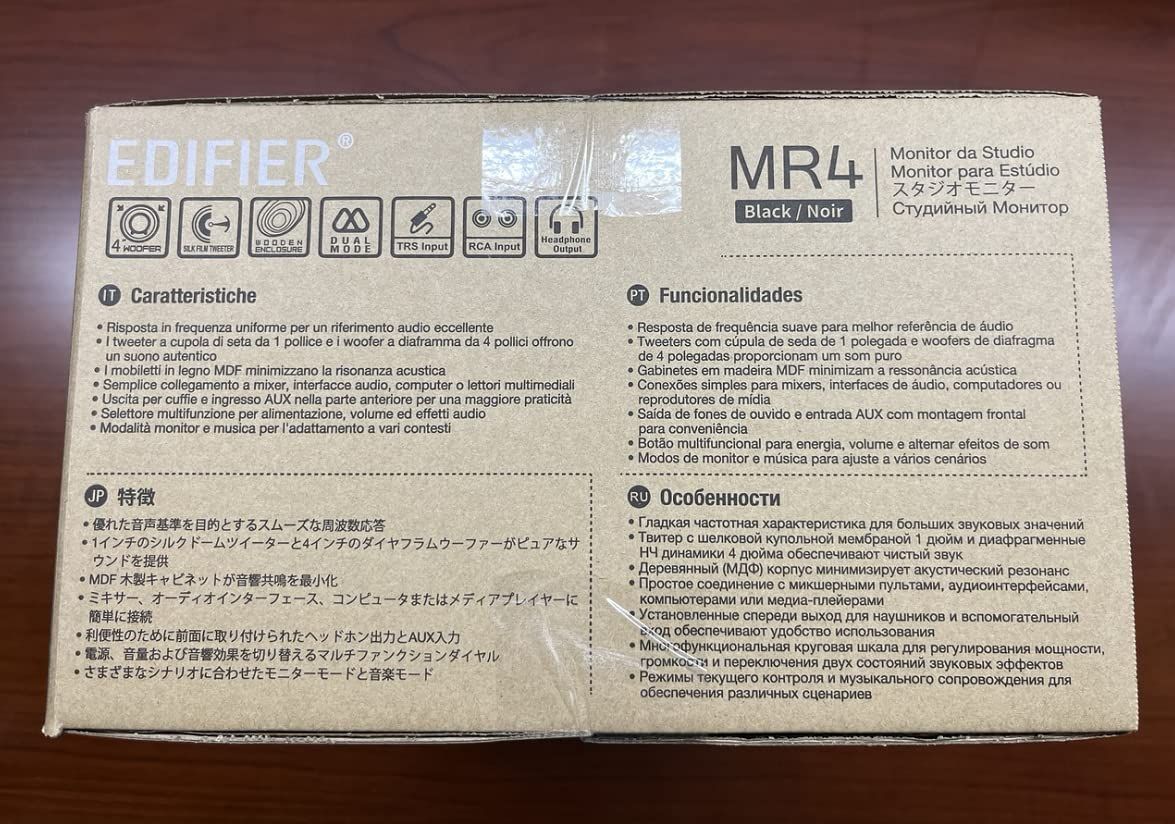 EDIFIER®
4" WOOFER
SILK FILM TWEETER
WOODEN
ENCLOSURE
DUAL
MODE
TRS Input
RCA Input
Headphone
Output
MR4
Black / Noir
Monitor da Studio
Monitor para Estúdio
スタジオモニター
Студийный Монитор
IT Caratteristiche
• Risposta in frequenza uniforme per un riferimento audio eccellente
• I tweeter a cupola di seta da 1 pollice e i woofer a diaframma da 4 pollici offrono
un suono autentico
• I mobiletti in legno MDF minimizzano la risonanza acustica
• Semplice collegamento a mixer, interfacce audio, computer o lettori multimediali
• Uscita per cuffie e ingresso AUX nella parte anteriore per una maggiore praticità
• Selettore multifunzione per alimentazione, volume ed effetti audio
• Modalità monitor e musica per l'adattamento a vari contesti
PT Funcionalidades
• Resposta de frequência suave para melhor referência de áudio
• Tweeters com cúpula de seda de 1 polegada e woofers de diafragma
de 4 polegadas proporcionam um som puro
• Gabinetes em madeira MDF minimizam a ressonância acústica
• Conexões simples para mixers, interfaces de áudio, computadores ou
reprodutores de mídia
• Saída de fones de ouvido e entrada AUX com montagem frontal
para conveniência
• Botão multifuncional para energia, volume e alternar efeitos de som
• Modos de monitor e música para ajuste a vários cenários
JP 特徴
• 優れた音声基準を目的とするスムーズな周波数応答
• 1インチのシルクドームツイーターと4インチのダイヤフラムウーファーがピュアなサ
ウンドを提供
• MDF 木製キャビネットが音響共鳴を最小化
• ミキサー、オーディオインターフェース、コンピュータまたはメディアプレイヤーに
簡単に接続
• 利便性のために前面に取り付けられたヘッドホン出力とAUX入力
• 電源、音量および音響効果を切り替えるマルチファンクションダイヤル
• さまざまなシナリオに合わせたモニターモードと音楽モード
RU Особенности
• Гладкая частотная характеристика для больших звуковых значений
• Твитер с шелковой купольной мембраной 1 дюйм и диафрагменные
НЧ динамики 4 дюйма обеспечивают чистый звук
• Деревянный (МДФ) корпус минимизирует акустический резонанс
• Простое соединение с микшерными пультами, аудиоинтерфейсами,
компьютерами или медиа-плейерами
• Установленные спереди выход для наушников и вспомогательный
вход обеспечивают удобство использования
• Многофункциональная круговая шкала для регулирования мощности,
громкости и переключения двух состояний звуковых эффектов
• Режимы текущего контроля и музыкального сопровождения для
обеспечения различных сценариев